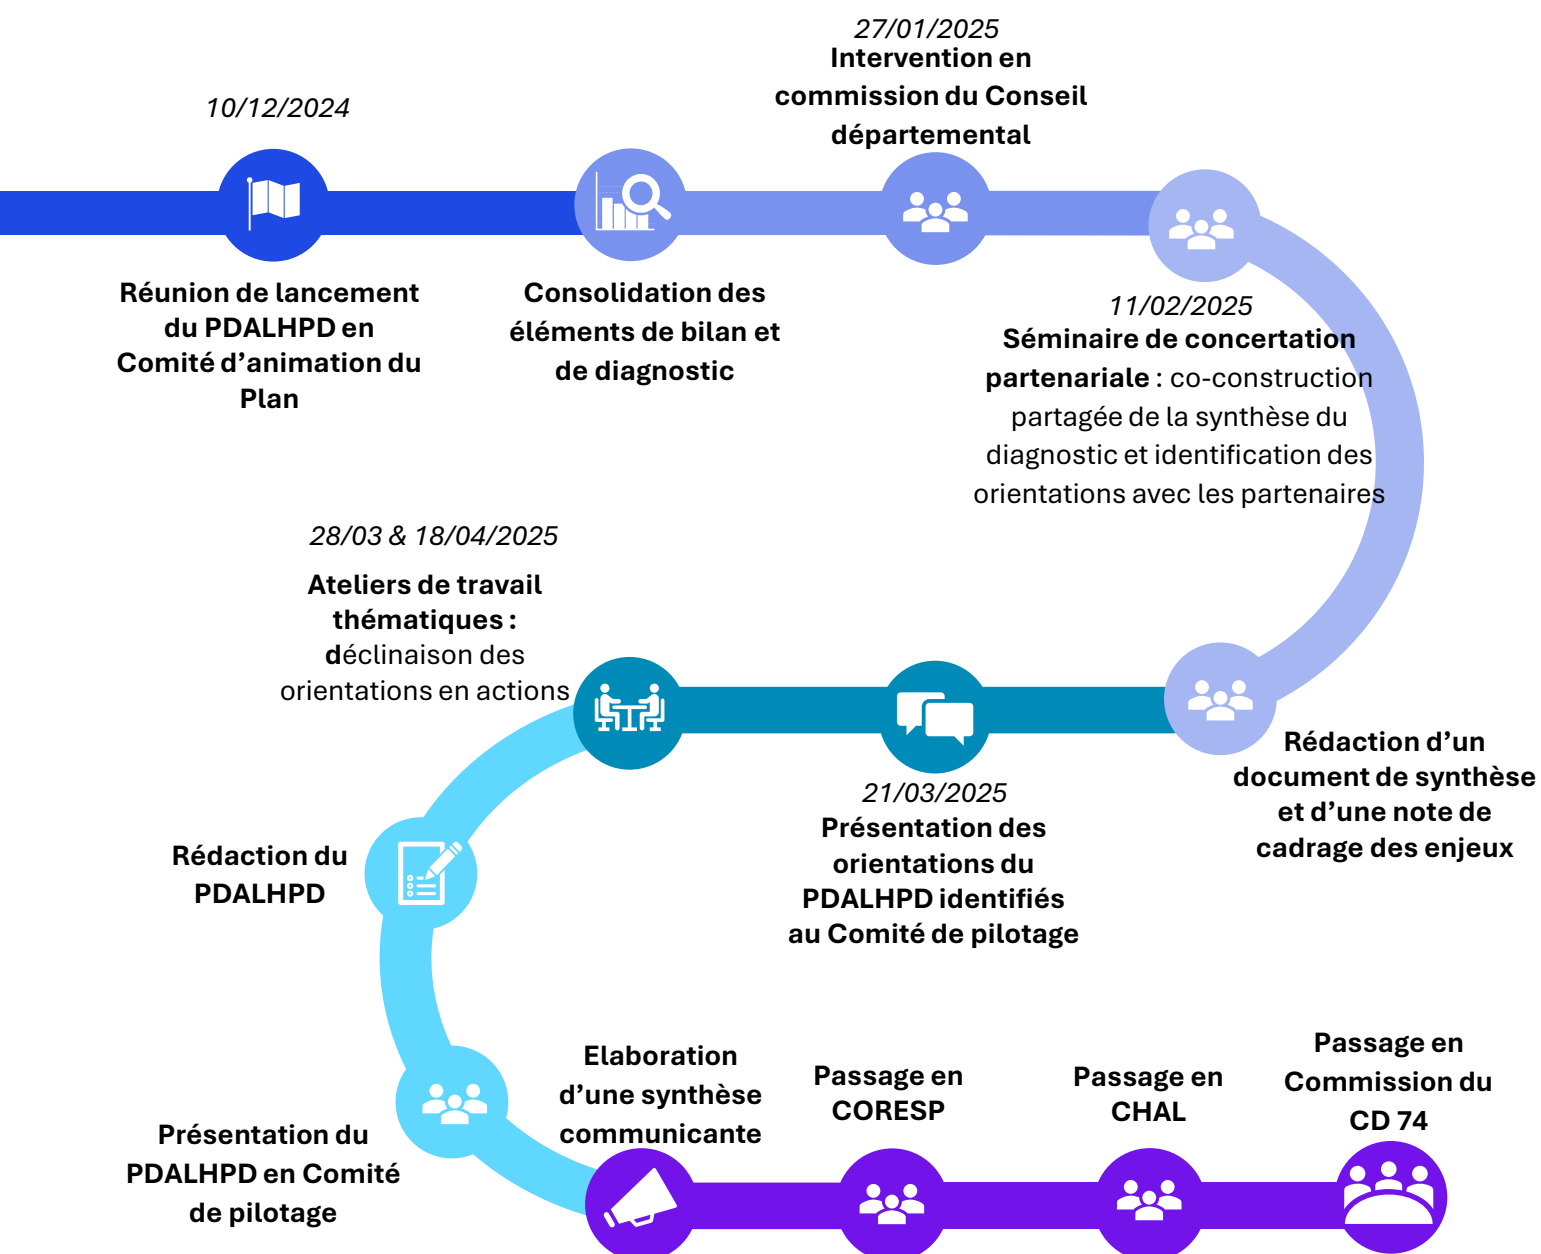 10/12/2024
Réunion de lancement
du PDALHPD en
Comité d’animation du
Plan
Consolidation des
éléments de bilan et
de diagnostic
27/01/2025
Intervention en
commission du Conseil
départemental
11/02/2025
Séminaire de concertation
partenariale : co-construction
partagée de la synthèse du
diagnostic et identification des
orientations avec les partenaires
Rédaction d’un
document de synthèse
et d’une note de
cadrage des enjeux
21/03/2025
Présentation des
orientations du
PDALHPD identifiés
au Comité de pilotage
28/03 & 18/04/2025
Ateliers de travail
thématiques :
déclinaison des
orientations en actions
Rédaction du
PDALHPD
Présentation du
PDALHPD en Comité
de pilotage
Elaboration
d’une synthèse
communicante
Passage en
CORESP
Passage en
CHAL
Passage en
Commission du
CD 74